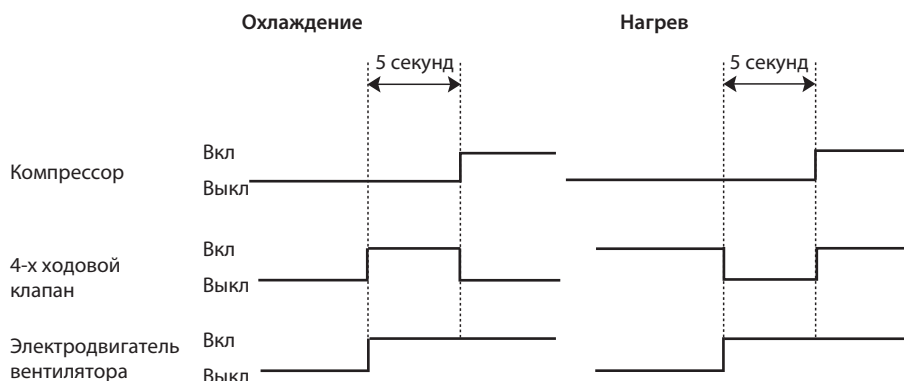 Охлаждение
Нагрев
5 секунд
5 секунд
Компрессор
Вкл
Выкл
4-х ходовой
клапан
Вкл
Выкл
Электродвигатель
вентилятора
Вкл
Выкл